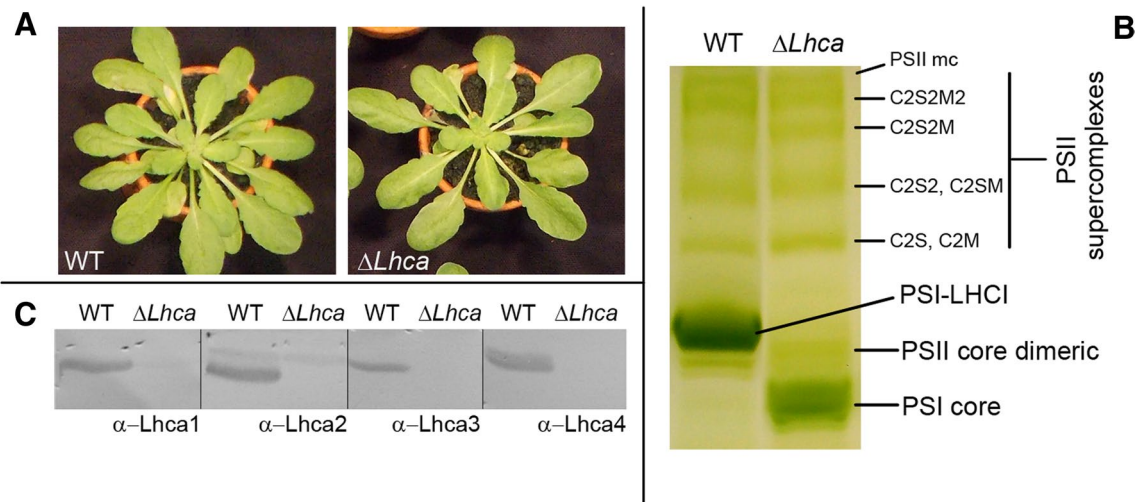 A
WT
ΔLhca
B
WT ΔLhca
PSII mc
C2S2M2
C2S2M
C2S2, C2SM
C2S, C2M
PSII
supercomplexes
PSI-LHCI
PSII core dimeric
PSI core
C
WT ΔLhca WT ΔLhca WT ΔLhca WT ΔLhca
α−Lhca1 α−Lhca2 α−Lhca3 α−Lhca4